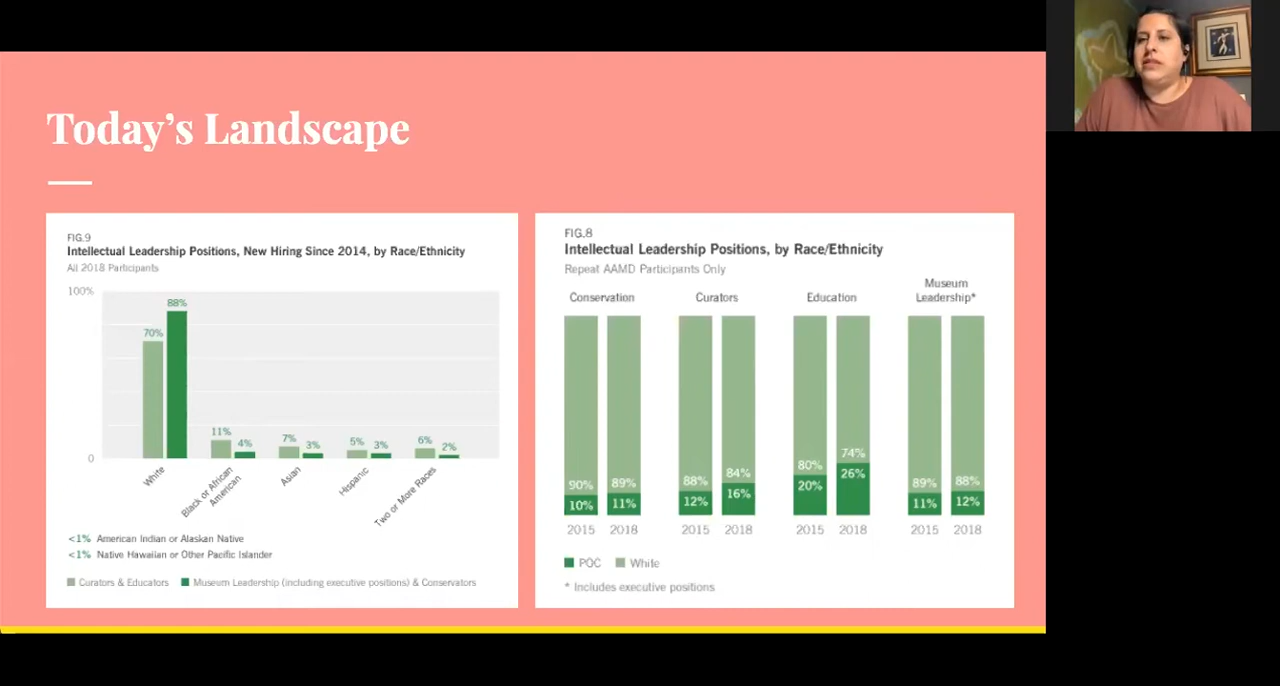 Today's Landscape
FIG.9
Intellectual Leadership Positions, New Hiring Since 2014, by Race/Ethnicity
All 2018 Participants
100%
88%
70%
11%
4%
7%
3%
5%
3%
6%
2%
0
White
Black or African
American
Asian
Hispanic
Two or More Races
<1% American Indian or Alaskan Native
<1% Native Hawaiian or Other Pacific Islander
Curators & Educators Museum Leadership (including executive positions) & Conservators
FIG.8
Intellectual Leadership Positions, by Race/Ethnicity
Repeat AAMD Participants Only
Conservation Curators Education Museum
Leadership*
90% 89% 88% 84% 80% 74% 89% 88%
10% 11% 12% 16% 20% 26% 11% 12%
2015 2018 2015 2018 2015 2018 2015 2018
POC White
* Includes executive positions